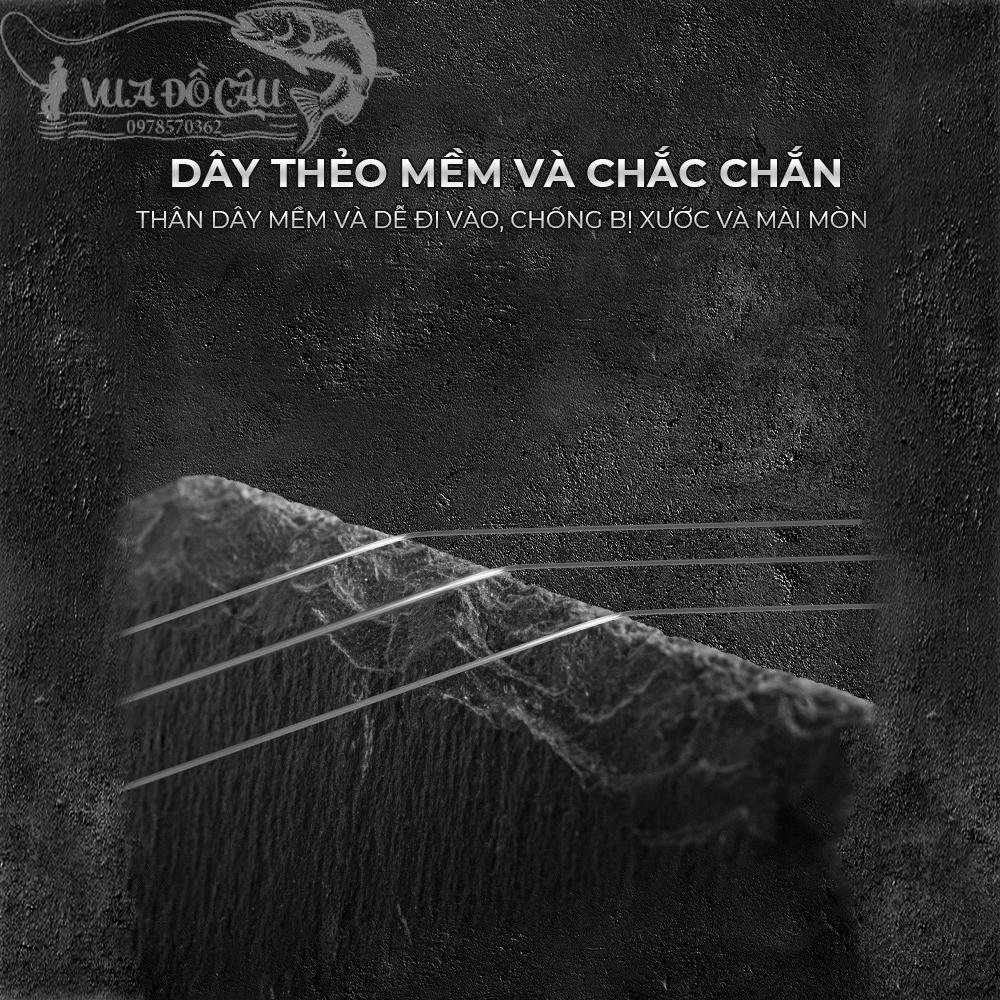 VUA ĐỒ CÂU
0978570362
DÂY THẺO MỀM VÀ CHẮC CHẮN
THÂN DÂY MỀM VÀ DỄ ĐI VÀO, CHỐNG BỊ XƯỚC VÀ MÀI MÒN